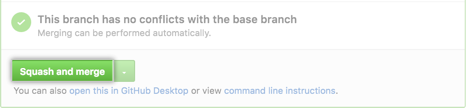 This branch has no conflicts with the base branch
Merging can be performed automatically.
Squash and merge
You can also open this in GitHub Desktop or view command line instructions.